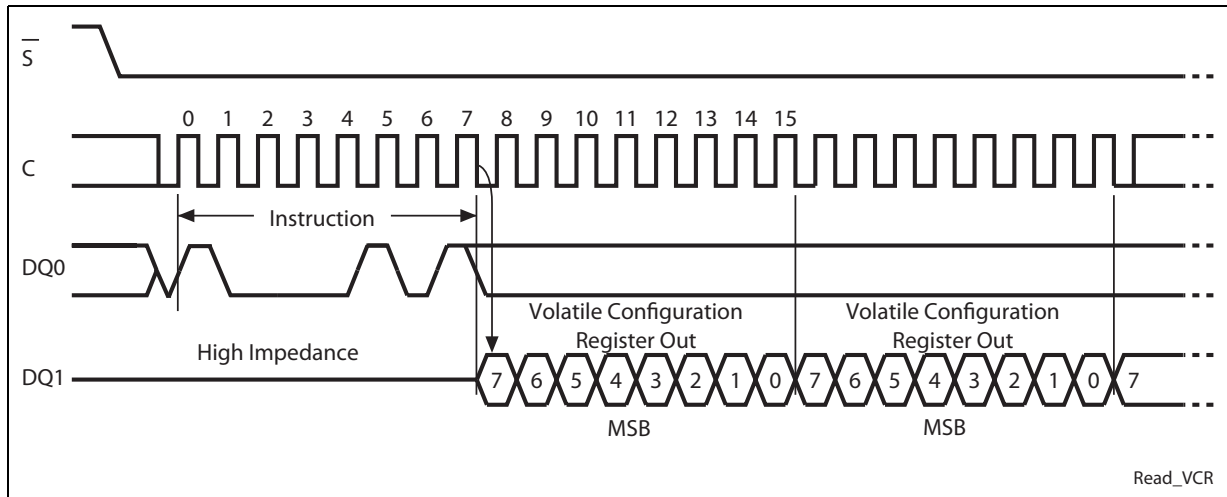 S
0 1 2 3 4 5 6 7 8 9 10 11 12 13 14 15
C
Instruction
DQ0
Volatile Configuration
Register Out
Volatile Configuration
Register Out
High Impedance
DQ1
7 6 5 4 3 2 1 0 7 6 5 4 3 2 1 0 7
MSB
MSB
Read_VCR